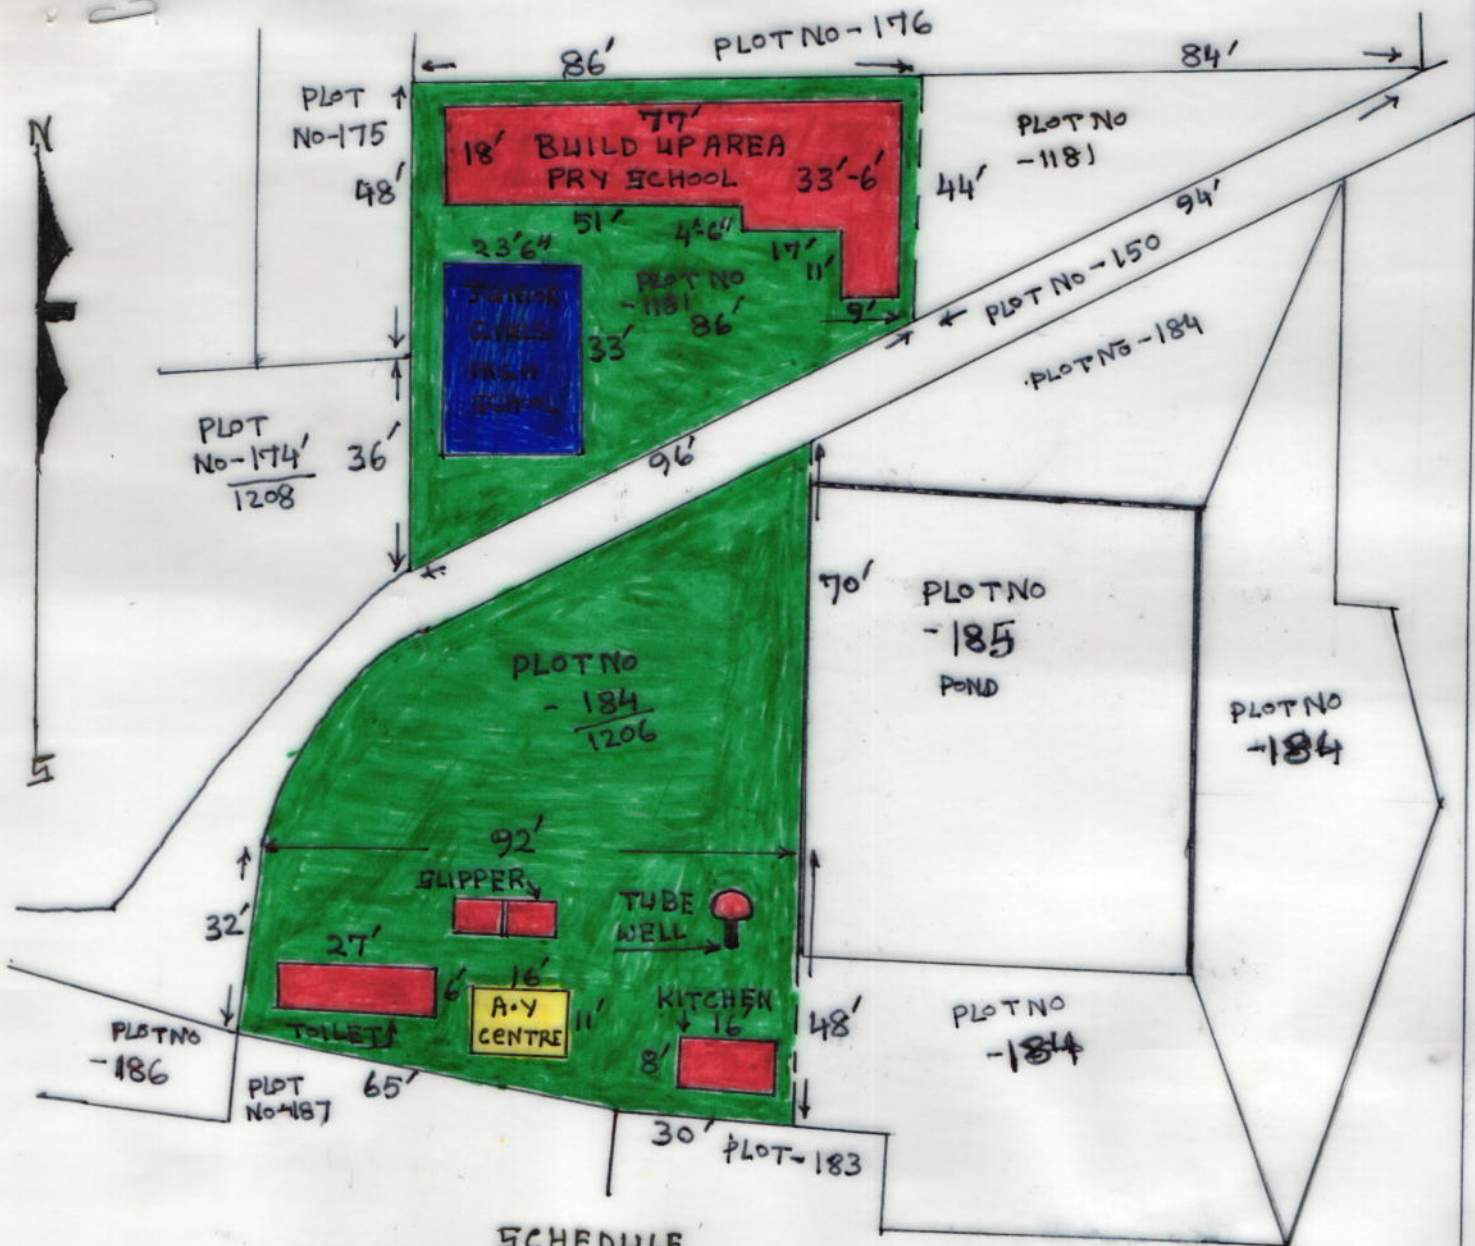 86' PLOT NO-176 84'
PLOT
NO-175
N
77'
18' BUILD UP AREA
PRY SCHOOL 33'-6'
PLOT NO
-1181
48'
44'
94'
51' 4'-6"
17'
11'
23'6"
PLOT NO
-1181
86'
9'
JUNIOR
GIRLS
HIGH
SCHOOL
33'
PLOT NO-150
PLOT NO-184
PLOT
NO-174'
1208
36'
96'
70'
PLOT NO
-185
POND
PLOT NO
-184
1206
PLOT NO
-184
S
92'
SLIPPER
TUBE
WELL
32'
27'
6'
TOILET
16'
A.Y
CENTRE
11'
KITCHEN
16'
8'
48'
PLOT NO
-184
PLOT NO
-186
PLOT
NO-187
65'
30'
PLOT-183
SCHEDULE